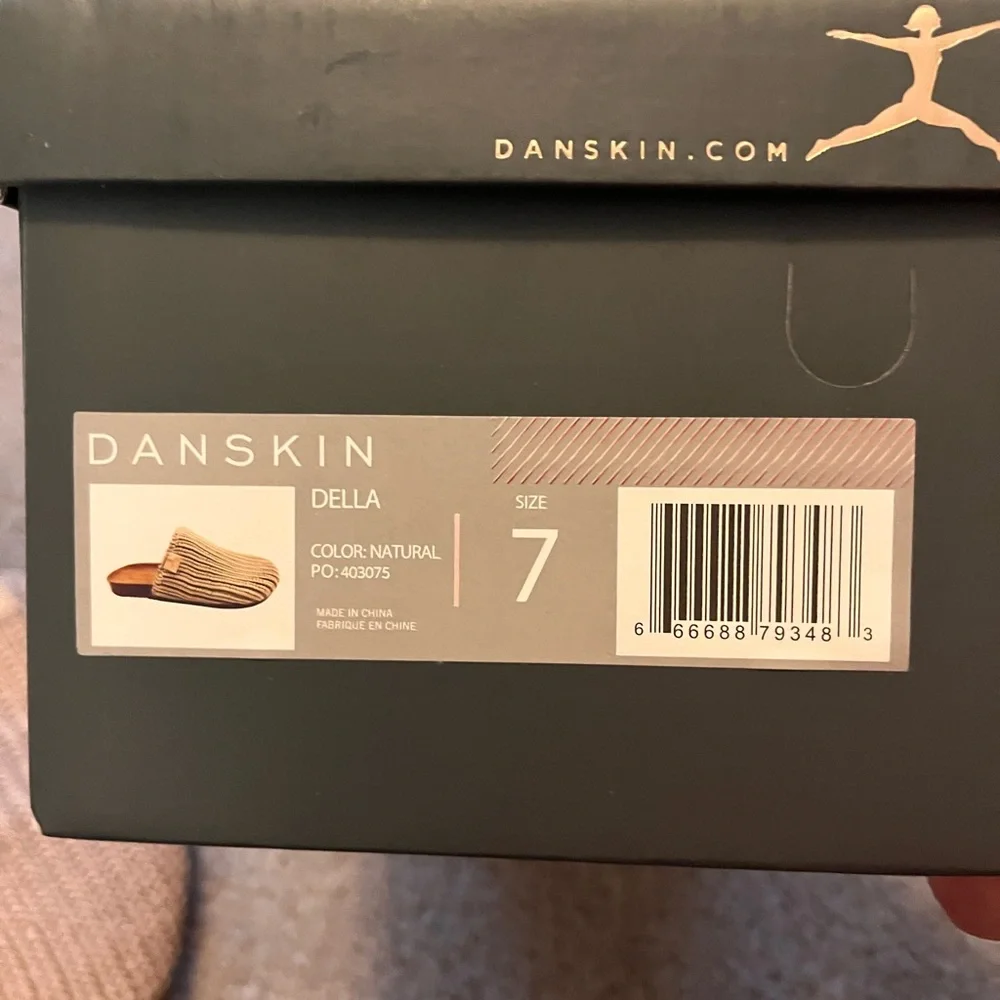 DANSKIN.COM
DANSKIN
DELLA
COLOR: NATURAL
PO: 403075
MADE IN CHINA
FABRIQUE EN CHINE
SIZE
7
6 66688 79348 3